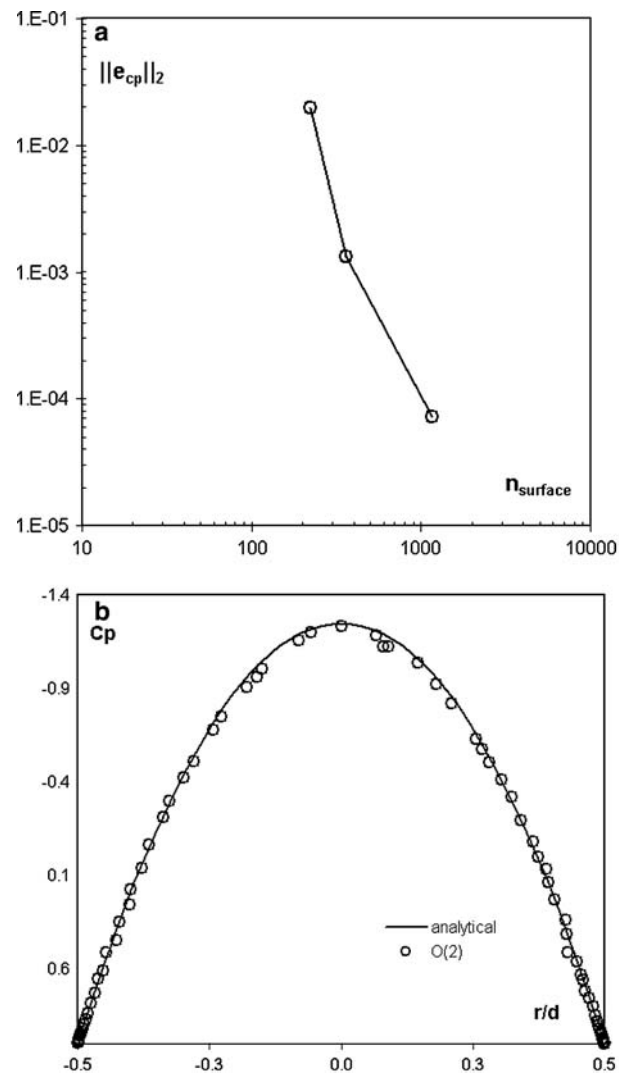 1.E-01
a
||e_cp||_2
1.E-02
1.E-03
1.E-04
n_surface
1.E-05
10 100 1000 10000
-1.4
b
Cp
-0.9
-0.4
0.1
analytical
O(2)
0.6
r/d
-0.5 -0.3 0.0 0.3 0.5